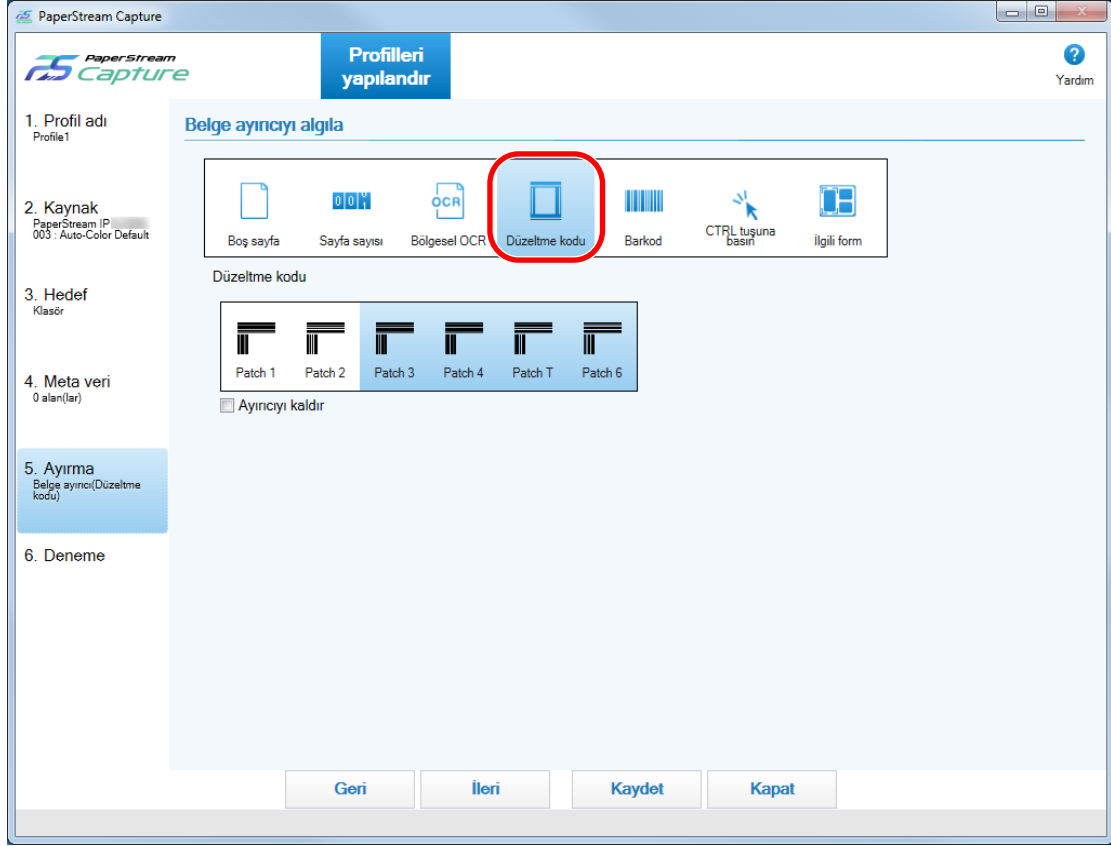 PaperStream Capture
PaperStream
Capture
Profilleri
yapılandır
Yardım
1. Profil adı
Profile1
2. Kaynak
PaperStream IP
003 : Auto-Color Default
3. Hedef
Klasör
4. Meta veri
0 alan(lar)
5. Ayırma
Belge ayırıcı(Düzeltme
kodu)
6. Deneme
Belge ayırıcıyı algıla
Boş sayfa
Sayfa sayısı
OCR
Bölgesel OCR
Düzeltme kodu
Barkod
CTRL tuşuna
basın
İlgili form
Düzeltme kodu
Patch 1
Patch 2
Patch 3
Patch 4
Patch T
Patch 6
Ayırıcıyı kaldır
Geri
İleri
Kaydet
Kapat